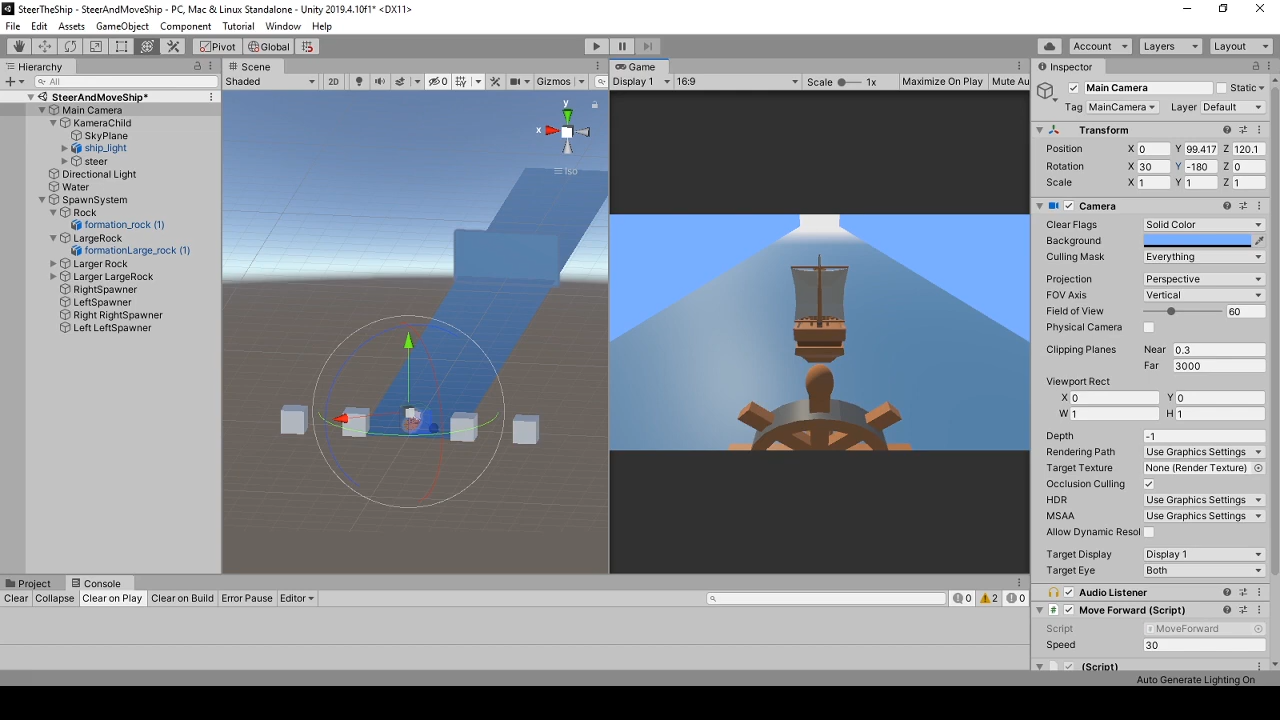 SteerTheShip - SteerAndMoveShip - PC, Mac & Linux Standalone - Unity 2019.4.10f1* <DX11>
File Edit Assets GameObject Component Tutorial Window Help
Pivot Global Account Layers Layout
Hierarchy
All
SteerAndMoveShip*
Main Camera
KameraChild
SkyPlane
ship_light
steer
Directional Light
Water
SpawnSystem
Rock
formation_rock (1)
LargeRock
formationLarge_rock (1)
Larger Rock
Larger LargeRock
RightSpawner
LeftSpawner
Right RightSpawner
Left LeftSpawner
Scene
Shaded 2D 0 Gizmos
y
x
Iso
Game
Display 1 16:9 Scale 1x Maximize On Play Mute Au
Inspector
Main Camera Static
Tag MainCamera Layer Default
Transform
Position X 0 Y 99.417 Z 120.1
Rotation X 30 Y -180 Z 0
Scale X 1 Y 1 Z 1
Camera
Clear Flags Solid Color
Background
Culling Mask Everything
Projection Perspective
FOV Axis Vertical
Field of View 60
Physical Camera
Clipping Planes Near 0.3
Far 3000
Viewport Rect
X 0 Y 0
W 1 H 1
Depth -1
Rendering Path Use Graphics Settings
Target Texture None (Render Texture)
Occlusion Culling
HDR Use Graphics Settings
MSAA Use Graphics Settings
Allow Dynamic Resol
Target Display Display 1
Target Eye Both
Audio Listener
# Move Forward (Script)
Script MoveForward
Speed 30
(Script)
Project Console
Clear Collapse Clear on Play Clear on Build Error Pause Editor 0 2 0
Auto Generate Lighting On